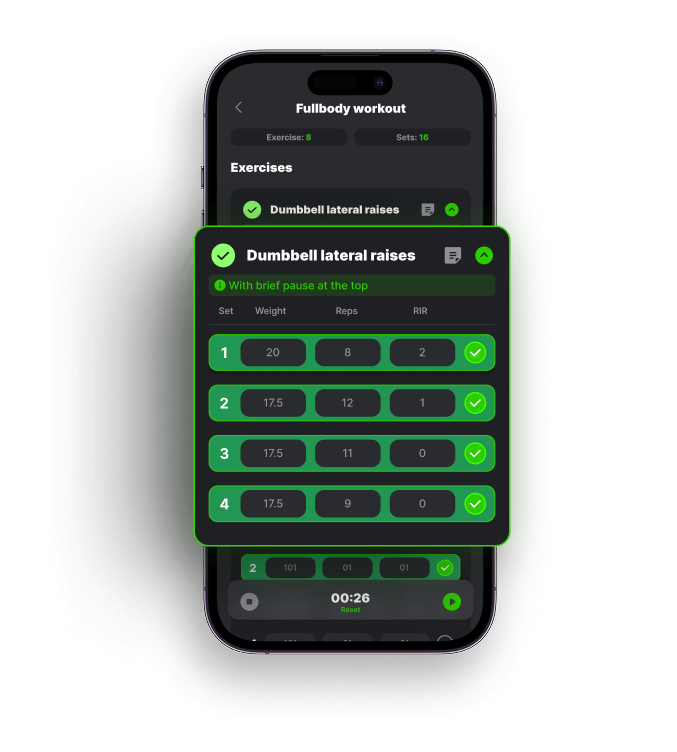 Fullbody workout
Exercise: 8 Sets: 16
Exercises
Dumbbell lateral raises
Dumbbell lateral raises
With brief pause at the top
Set Weight Reps RIR
1 20 8 2
2 17.5 12 1
3 17.5 11 0
4 17.5 9 0
2 101 01 01
00:26
Reset